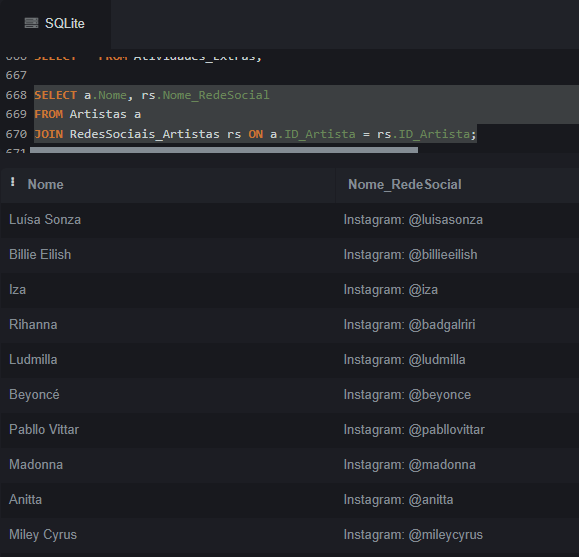 SQLite
666 SELECT * FROM Atividades_Extras;
667
668 SELECT a.Nome, rs.Nome_RedeSocial
669 FROM Artistas a
670 JOIN RedesSociais_Artistas rs ON a.ID_Artista = rs.ID_Artista;
671
Nome Nome_RedeSocial
Luísa Sonza Instagram: @luisasonza
Billie Eilish Instagram: @billieeilish
Iza Instagram: @iza
Rihanna Instagram: @badgalriri
Ludmilla Instagram: @ludmilla
Beyoncé Instagram: @beyonce
Pabllo Vittar Instagram: @pabllovittar
Madonna Instagram: @madonna
Anitta Instagram: @anitta
Miley Cyrus Instagram: @mileycyrus